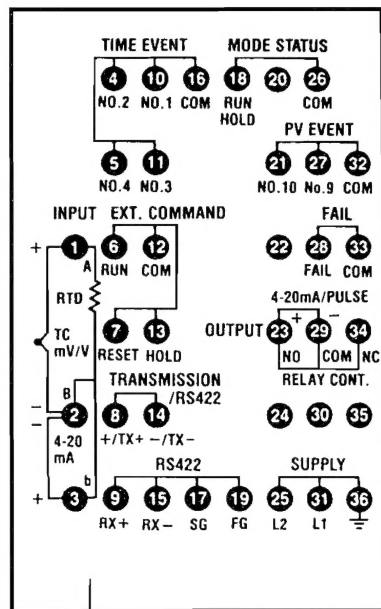 TIME EVENT MODE STATUS
4 10 16 18 20 26
NO.2 NO.1 COM RUN HOLD COM
PV EVENT
5 11 21 27 32
NO.4 NO.3 NO.10 No.9 COM
INPUT EXT. COMMAND FAIL
+ 1 A 6 12 22 28 33
RUN COM FAIL COM
RTD 4-20mA/PULSE
TC mV/V 7 13 OUTPUT 23 + 29 − 34
RESET HOLD NO COM NC
B TRANSMISSION /RS422 RELAY CONT.
− 2 8 14 24 30 35
− 4-20 mA +/TX+ −/TX−
b RS422 SUPPLY
+ 3 9 15 17 19 25 31 36
RX+ RX− SG FG L2 L1